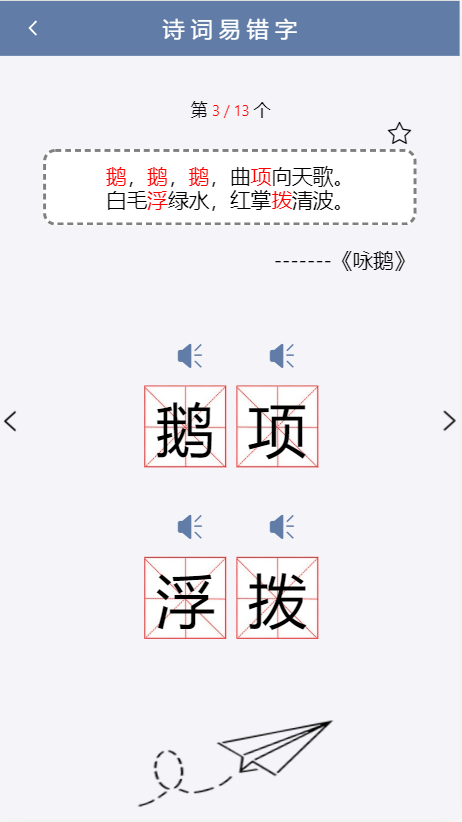 诗词易错字
第 3 / 13 个
鹅，鹅，鹅，曲项向天歌。
白毛浮绿水，红掌拨清波。
-------《咏鹅》
鹅 项
浮 拨